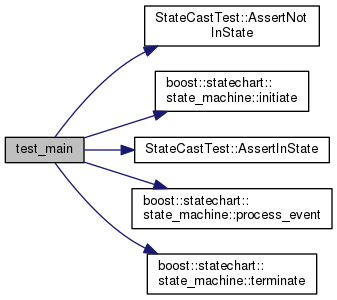 StateCastTest::AssertNot
InState
boost::statechart::
state_machine::initiate
test_main
StateCastTest::AssertInState
boost::statechart::
state_machine::process_event
boost::statechart::
state_machine::terminate